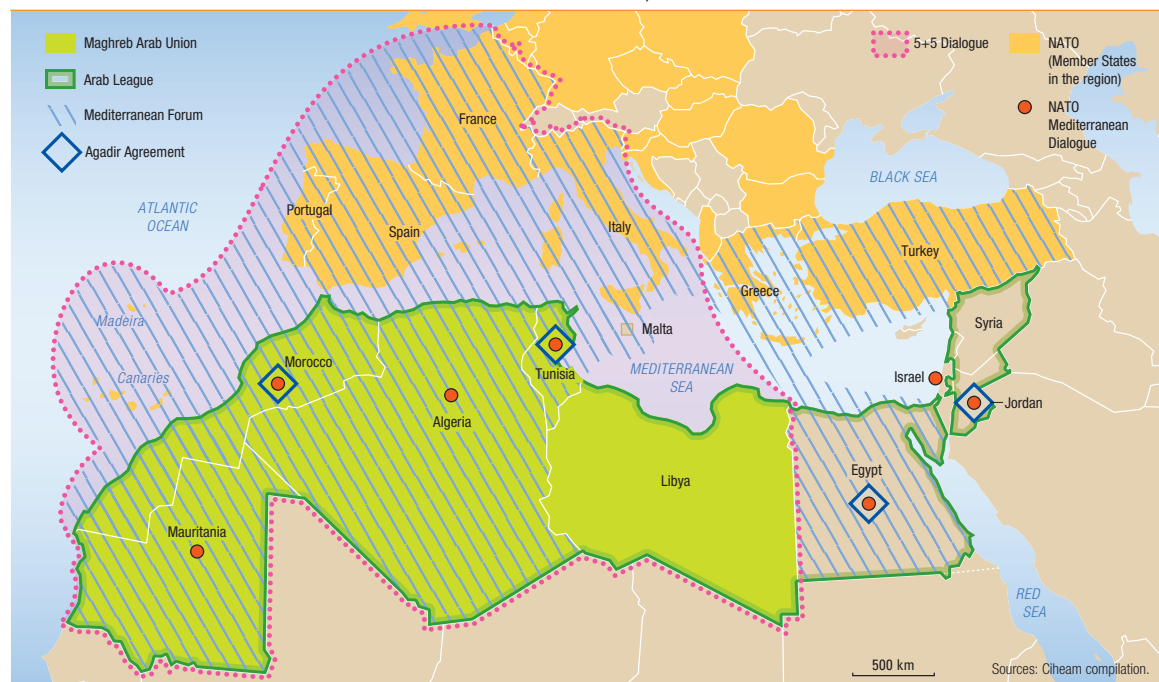 Maghreb Arab Union
Arab League
Mediterranean Forum
Agadir Agreement
5+5 Dialogue
NATO
(Member States
in the region)
NATO
Mediterranean
Dialogue
France
BLACK SEA
ATLANTIC
OCEAN
Portugal
Spain
Italy
Turkey
Greece
Madeira
Malta
Syria
Canaries
Morocco
Tunisia
MEDITERRANEAN
SEA
Israel
Jordan
Algeria
Libya
Egypt
Mauritania
RED
SEA
500 km
Sources: Ciheam compilation.